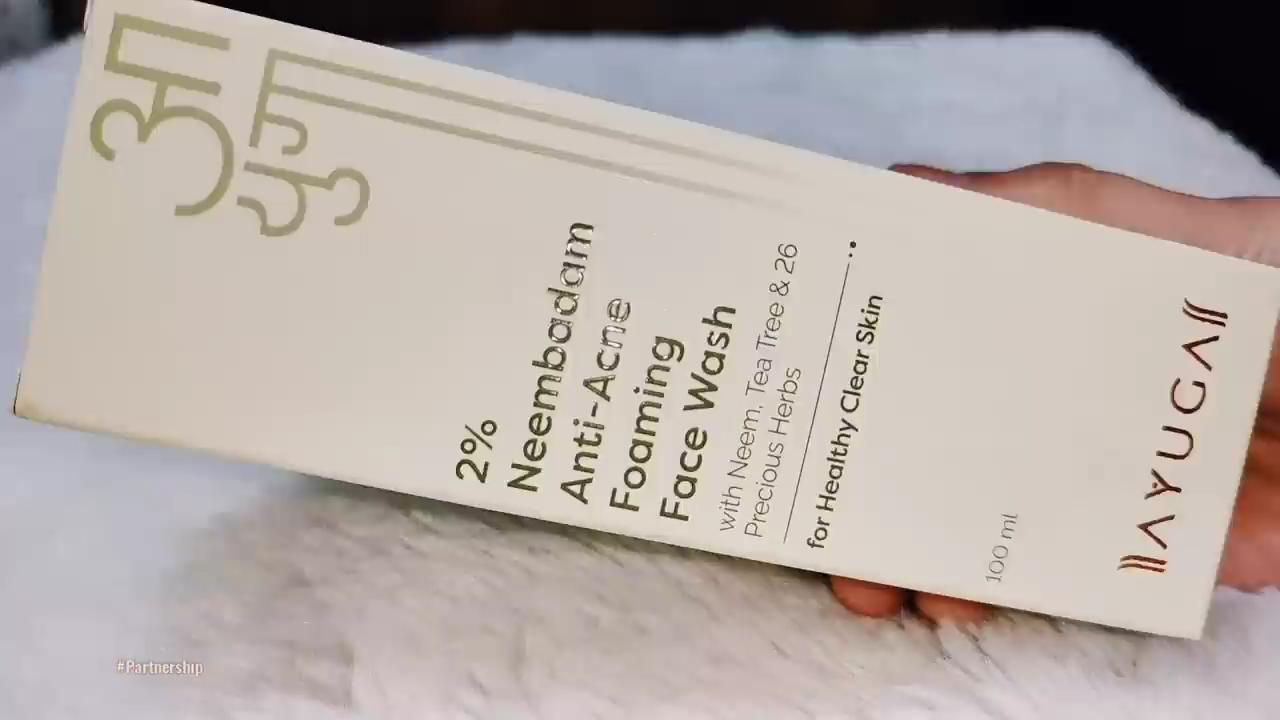 आ
युगा
2%
Neembadam
Anti-Acne
Foaming
Face Wash
with Neem, Tea Tree & 26
Precious Herbs
for Healthy Clear Skin
100 ml
AYUGA
#Partnership